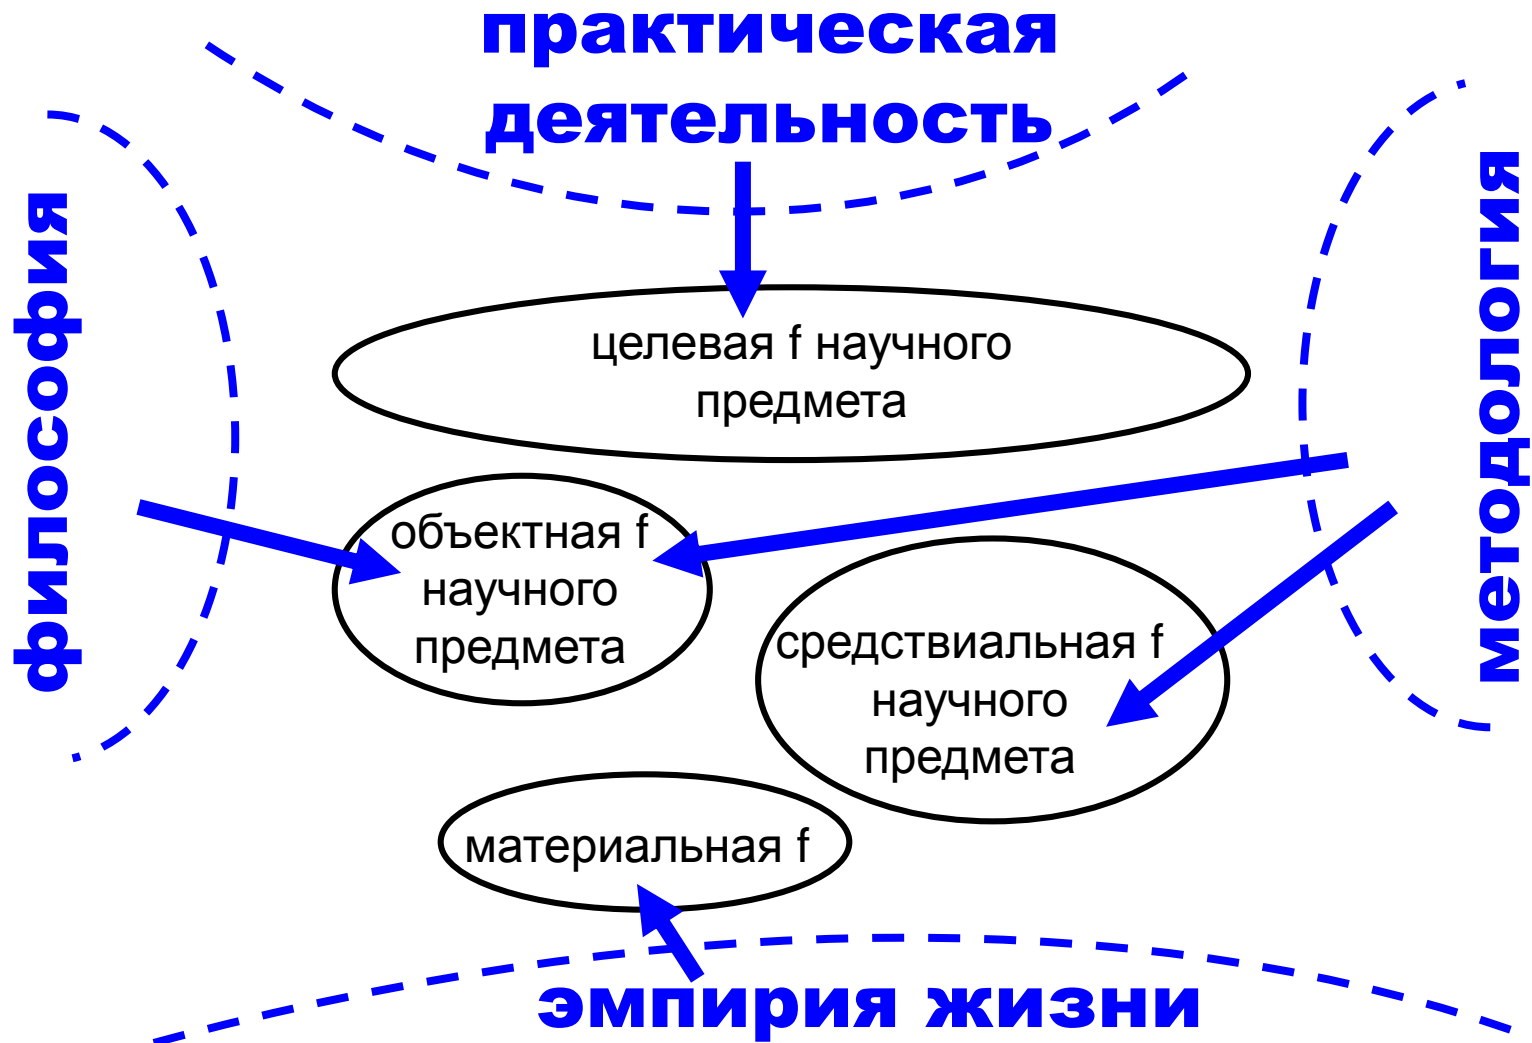 практическая
деятельность
философия
методология
целевая f научного
предмета
объектная f
научного
предмета
средствиальная f
научного
предмета
материальная f
эмпирия жизни